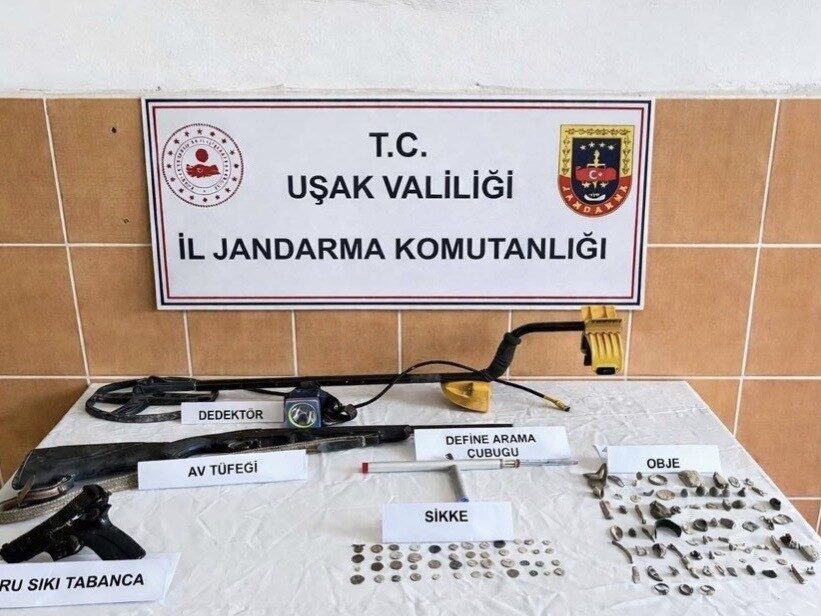 T.C.
UŞAK VALİLİĞİ
İL JANDARMA KOMUTANLIĞI
JANDARMA
DEDEKTÖR
DEFİNE ARAMA
ÇUBUGU
AV TÜFEĞİ
OBJE
SİKKE
RU SIKI TABANCA